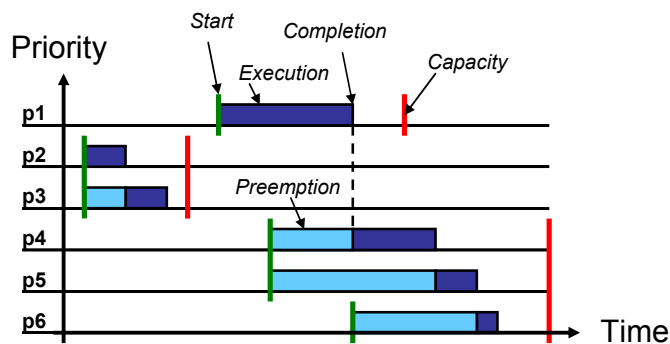 Start
Completion
Priority
Execution
Capacity
p1
p2
p3
Preemption
p4
p5
p6
Time